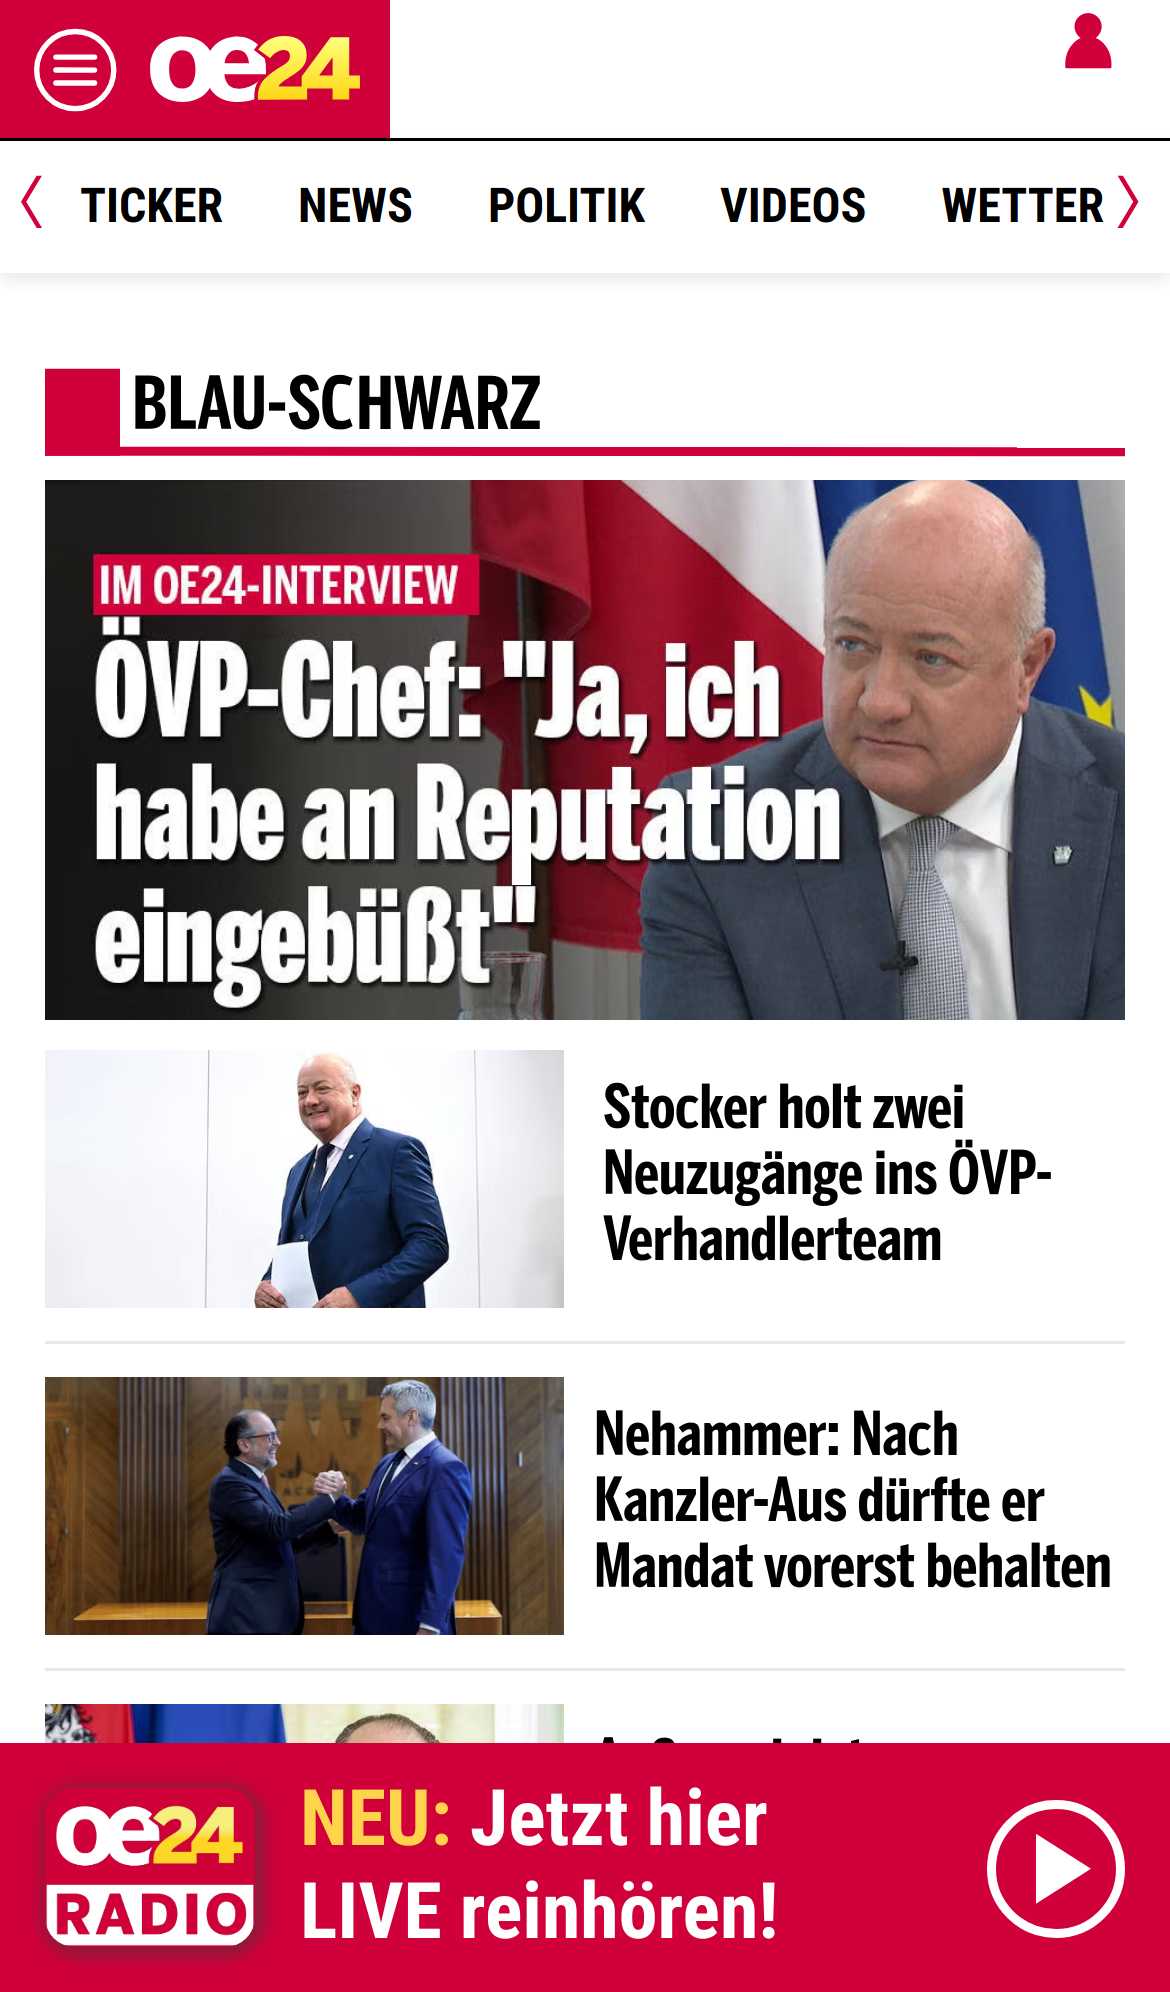 oe24
TICKER NEWS POLITIK VIDEOS WETTER
BLAU-SCHWARZ
IM OE24-INTERVIEW
ÖVP-Chef: "Ja, ich
habe an Reputation
eingebüßt"
Stocker holt zwei
Neuzugänge ins ÖVP-
Verhandlerteam
Nehammer: Nach
Kanzler-Aus dürfte er
Mandat vorerst behalten
oe24
RADIO
NEU: Jetzt hier
LIVE reinhören!